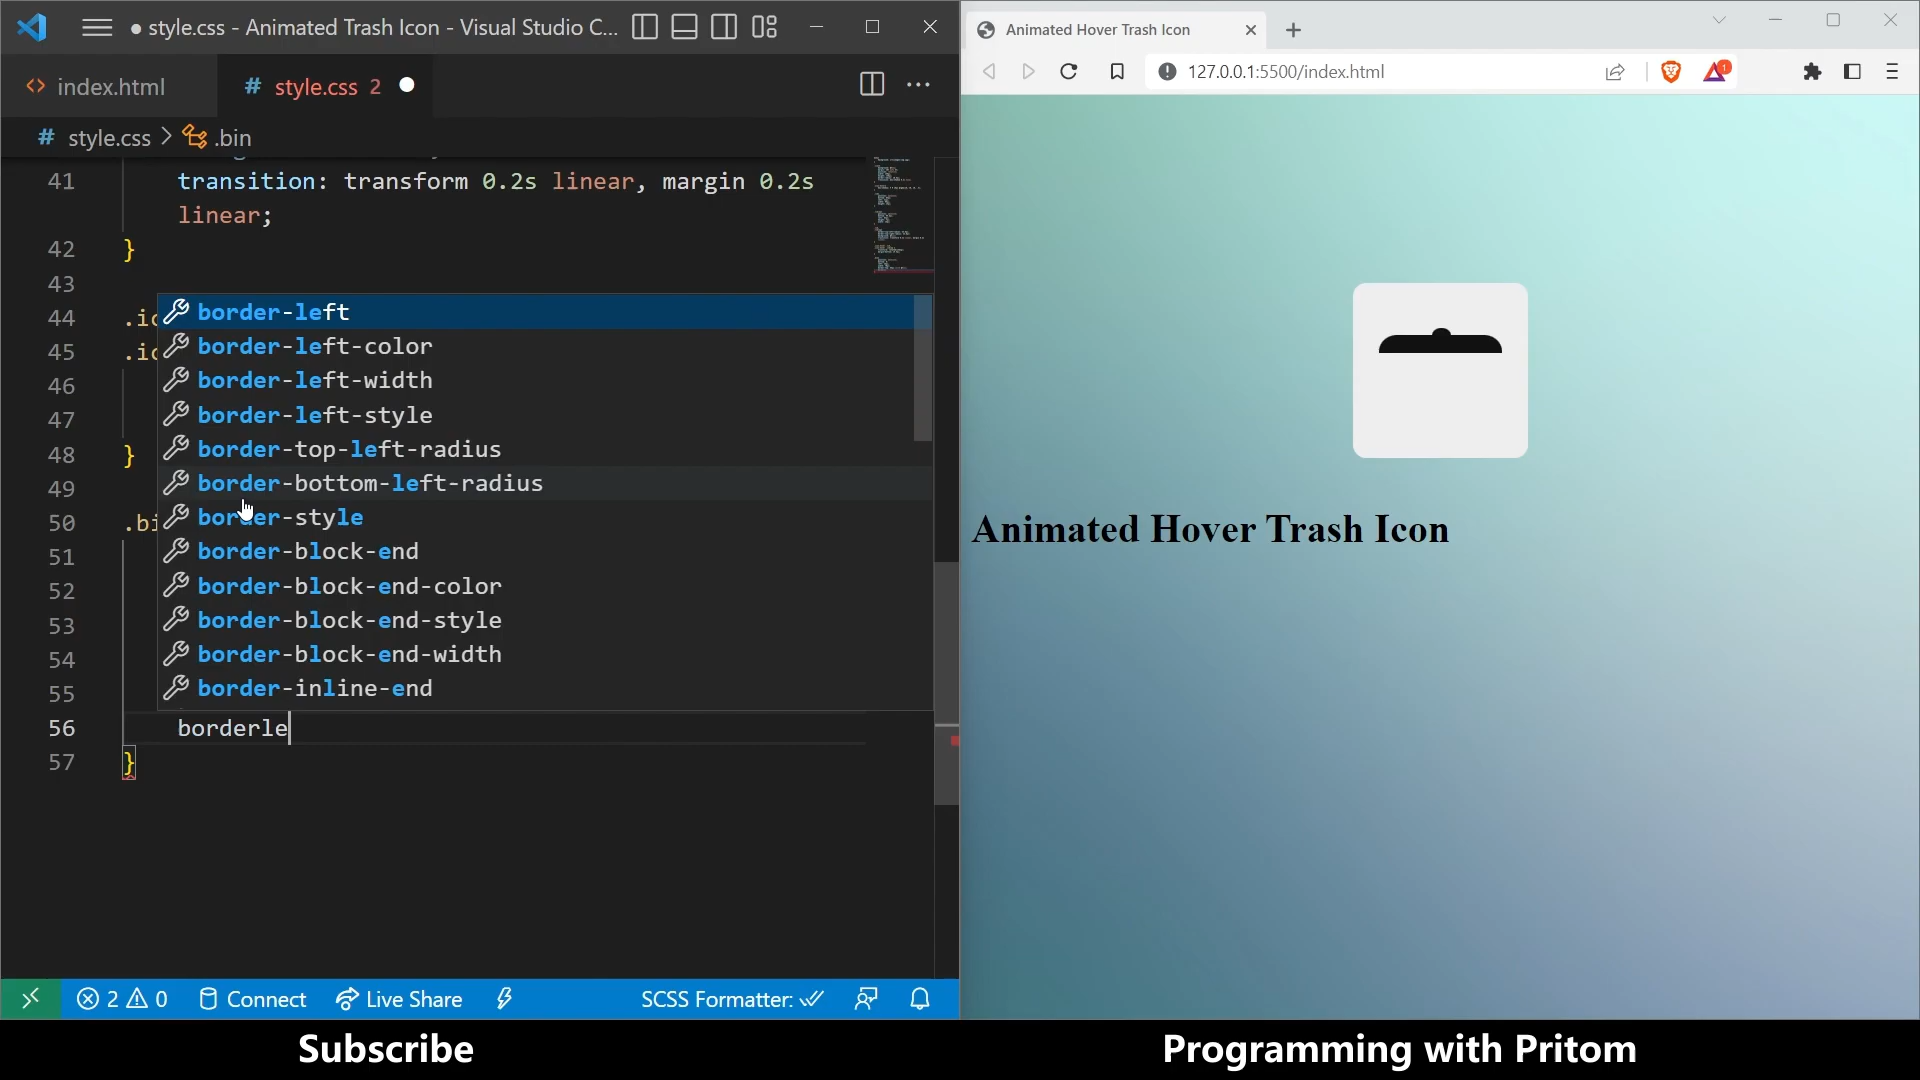 ● style.css - Animated Trash Icon - Visual Studio C...
index.html
# style.css 2 ●
# style.css > .bin
41 transition: transform 0.2s linear, margin 0.2s
linear;
42 }
43
44 .ic
45 .ic
46
47
48 }
49
50 .bi
51
52
53
54
55
56 borderle
57 }
border-left
border-left-color
border-left-width
border-left-style
border-top-left-radius
border-bottom-left-radius
border-style
border-block-end
border-block-end-color
border-block-end-style
border-block-end-width
border-inline-end
2 0 Connect Live Share SCSS Formatter:
Animated Hover Trash Icon
127.0.0.1:5500/index.html
1
Animated Hover Trash Icon
Subscribe
Programming with Pritom